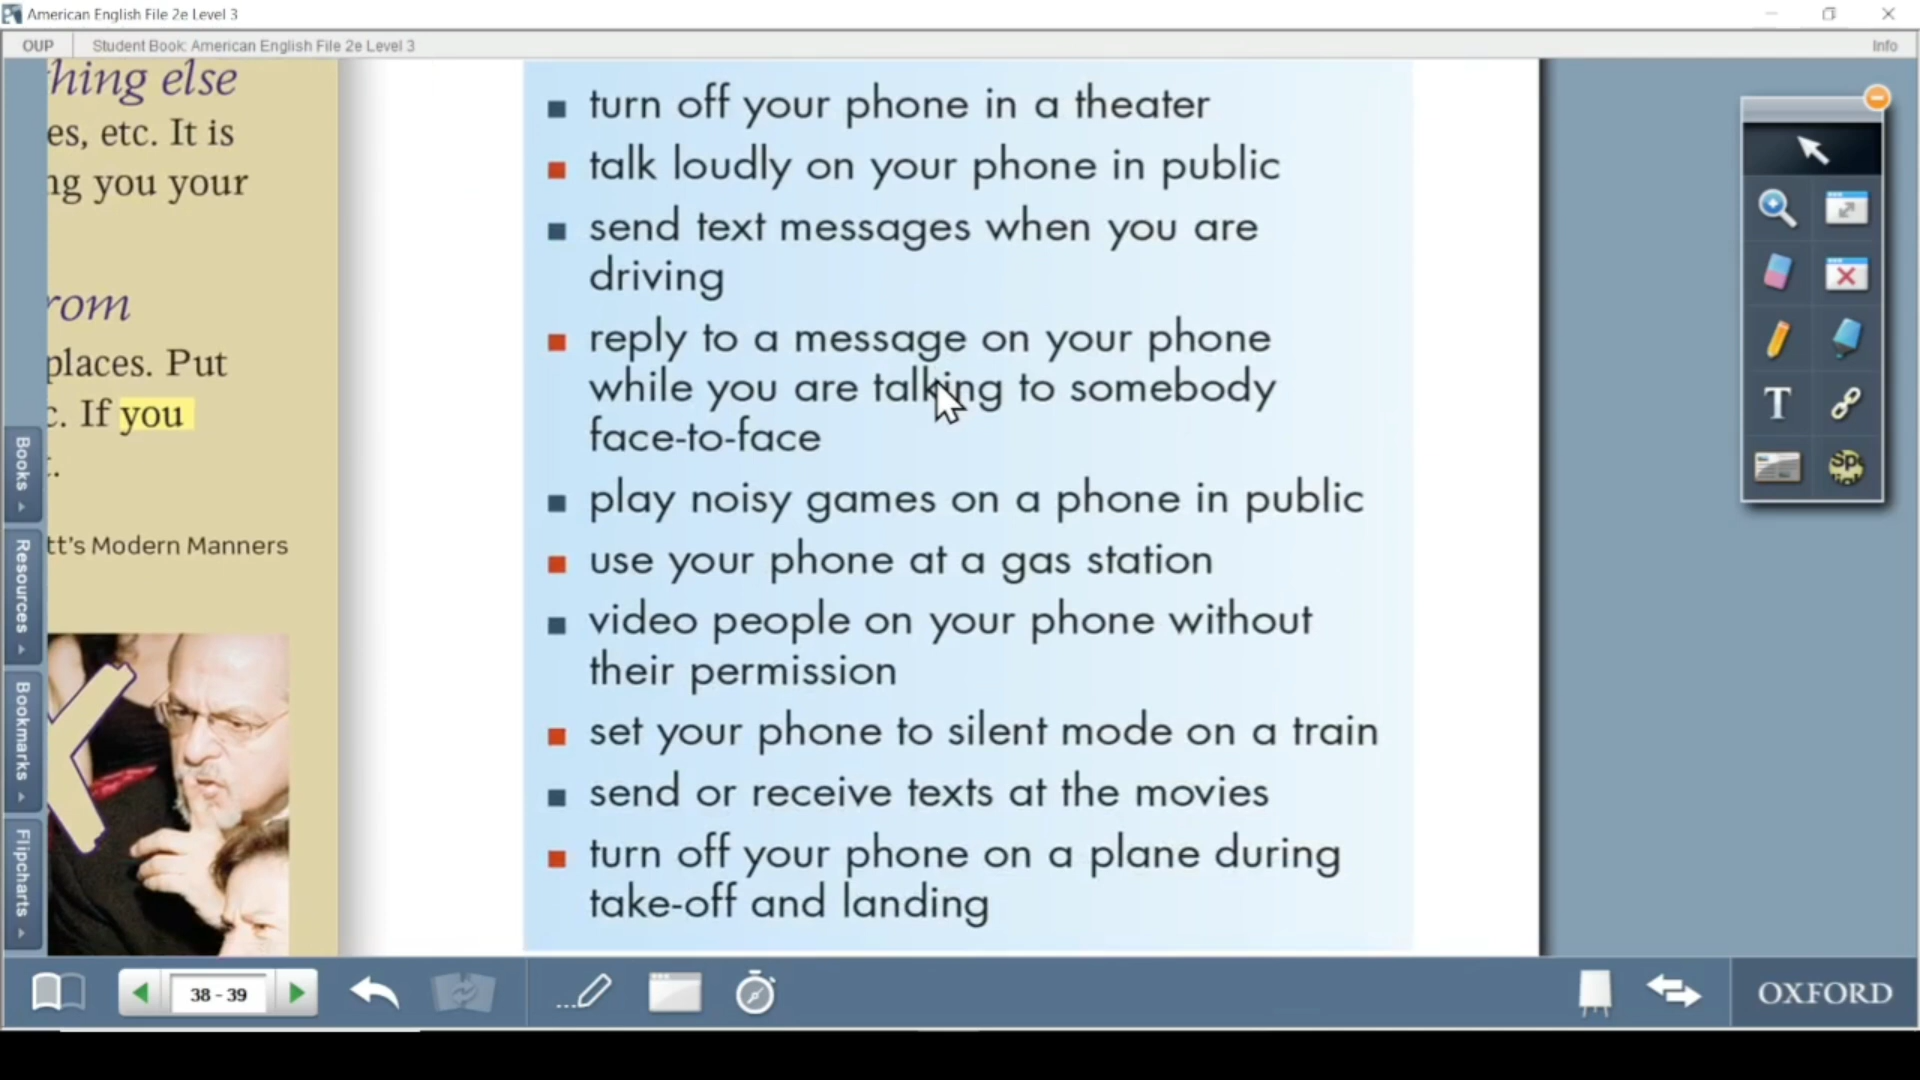 American English File 2e Level 3
OUP
Student Book: American English File 2e Level 3
Info
thing else
es, etc. It is
ng you your
rom
places. Put
c. If you
t.
tt's Modern Manners
turn off your phone in a theater
talk loudly on your phone in public
send text messages when you are
driving
reply to a message on your phone
while you are talking to somebody
face-to-face
play noisy games on a phone in public
use your phone at a gas station
video people on your phone without
their permission
set your phone to silent mode on a train
send or receive texts at the movies
turn off your phone on a plane during
take-off and landing
Books
Resources
Bookmarks
Flipcharts
T
38 - 39
OXFORD